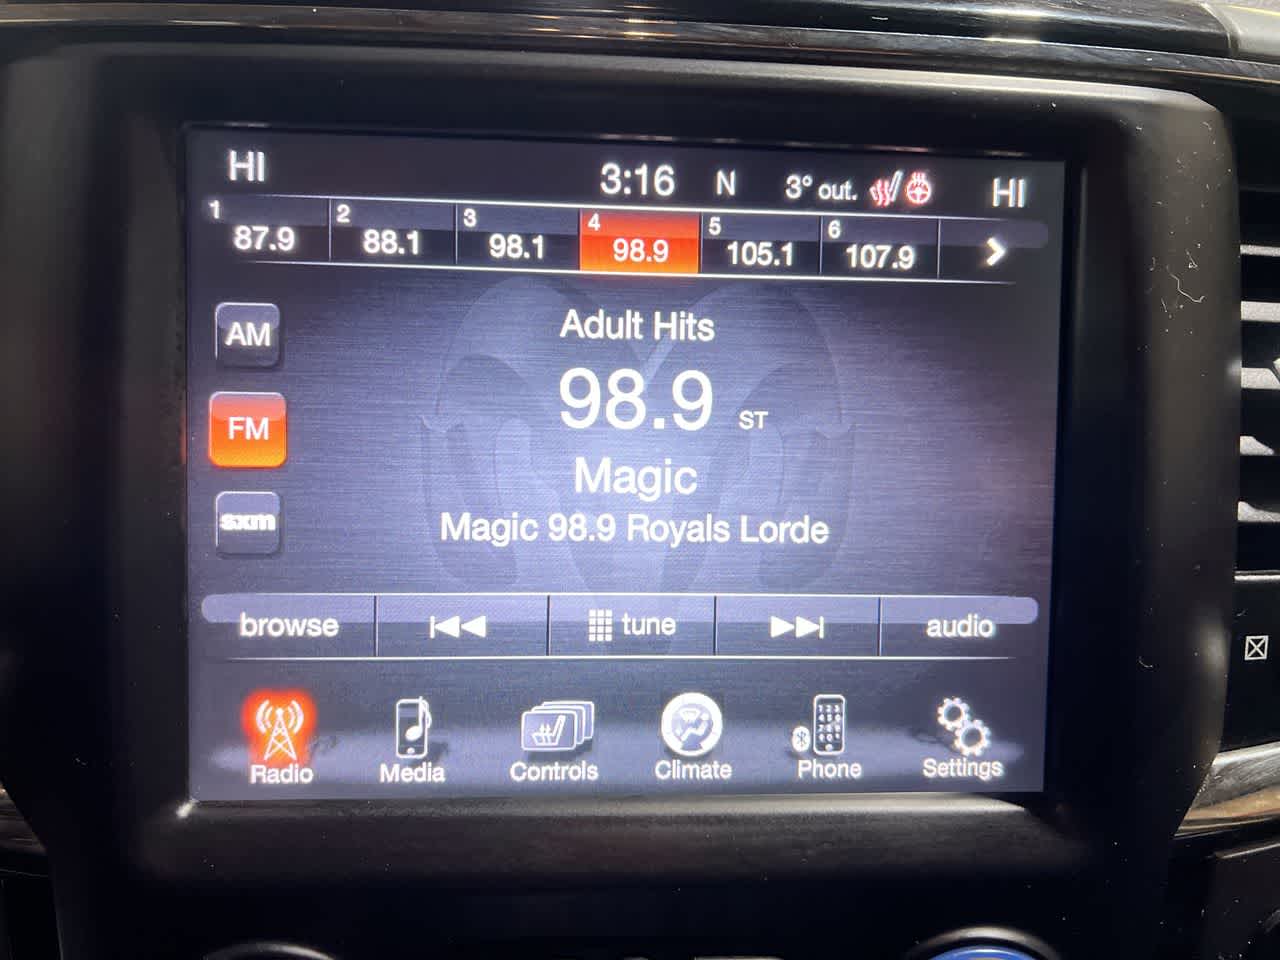 HI 3:16 N 3° out. HI
1 87.9 2 88.1 3 98.1 4 98.9 5 105.1 6 107.9
AM
FM
sxm
Adult Hits
98.9 ST
Magic
Magic 98.9 Royals Lorde
browse tune audio
Radio Media Controls Climate Phone Settings